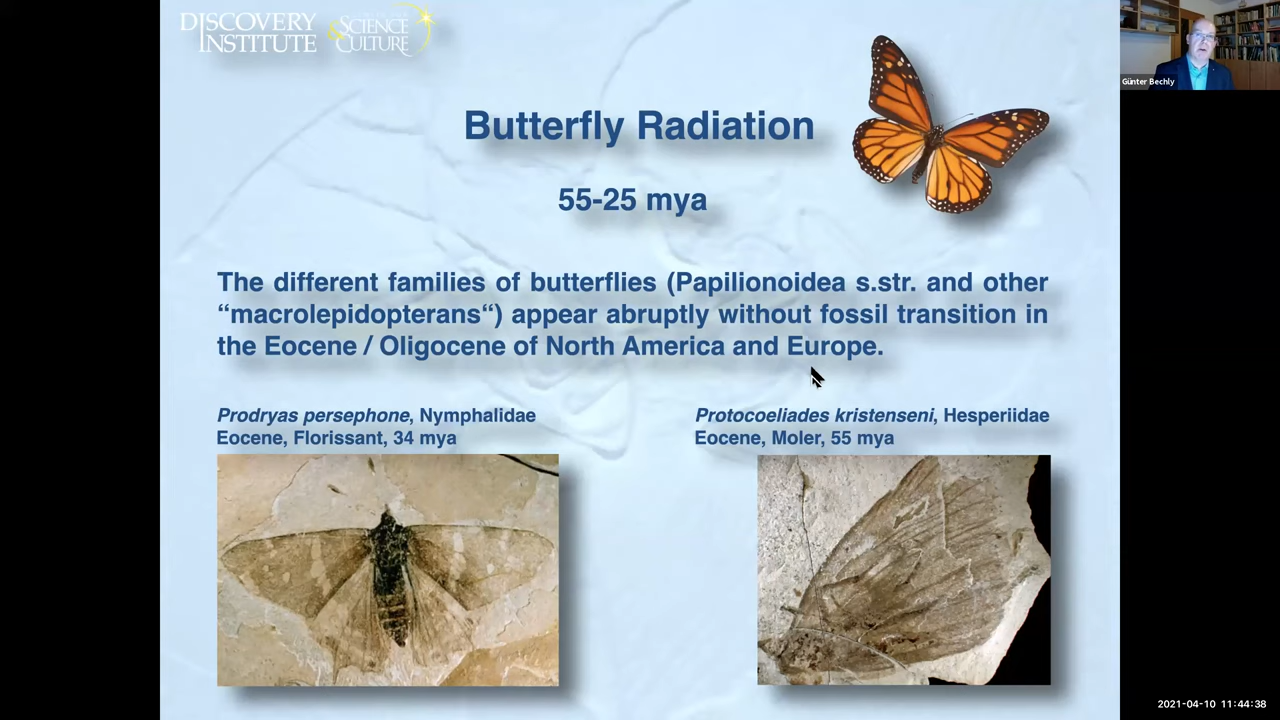 DISCOVERY
INSTITUTE
SCIENCE
& CULTURE
Günter Bechly
Butterfly Radiation
55-25 mya
The different families of butterflies (Papilionoidea s.str. and other
“macrolepidopterans“) appear abruptly without fossil transition in
the Eocene / Oligocene of North America and Europe.
Prodryas persephone, Nymphalidae
Eocene, Florissant, 34 mya
Protocoeliades kristenseni, Hesperiidae
Eocene, Moler, 55 mya
2021-04-10 11:44:38